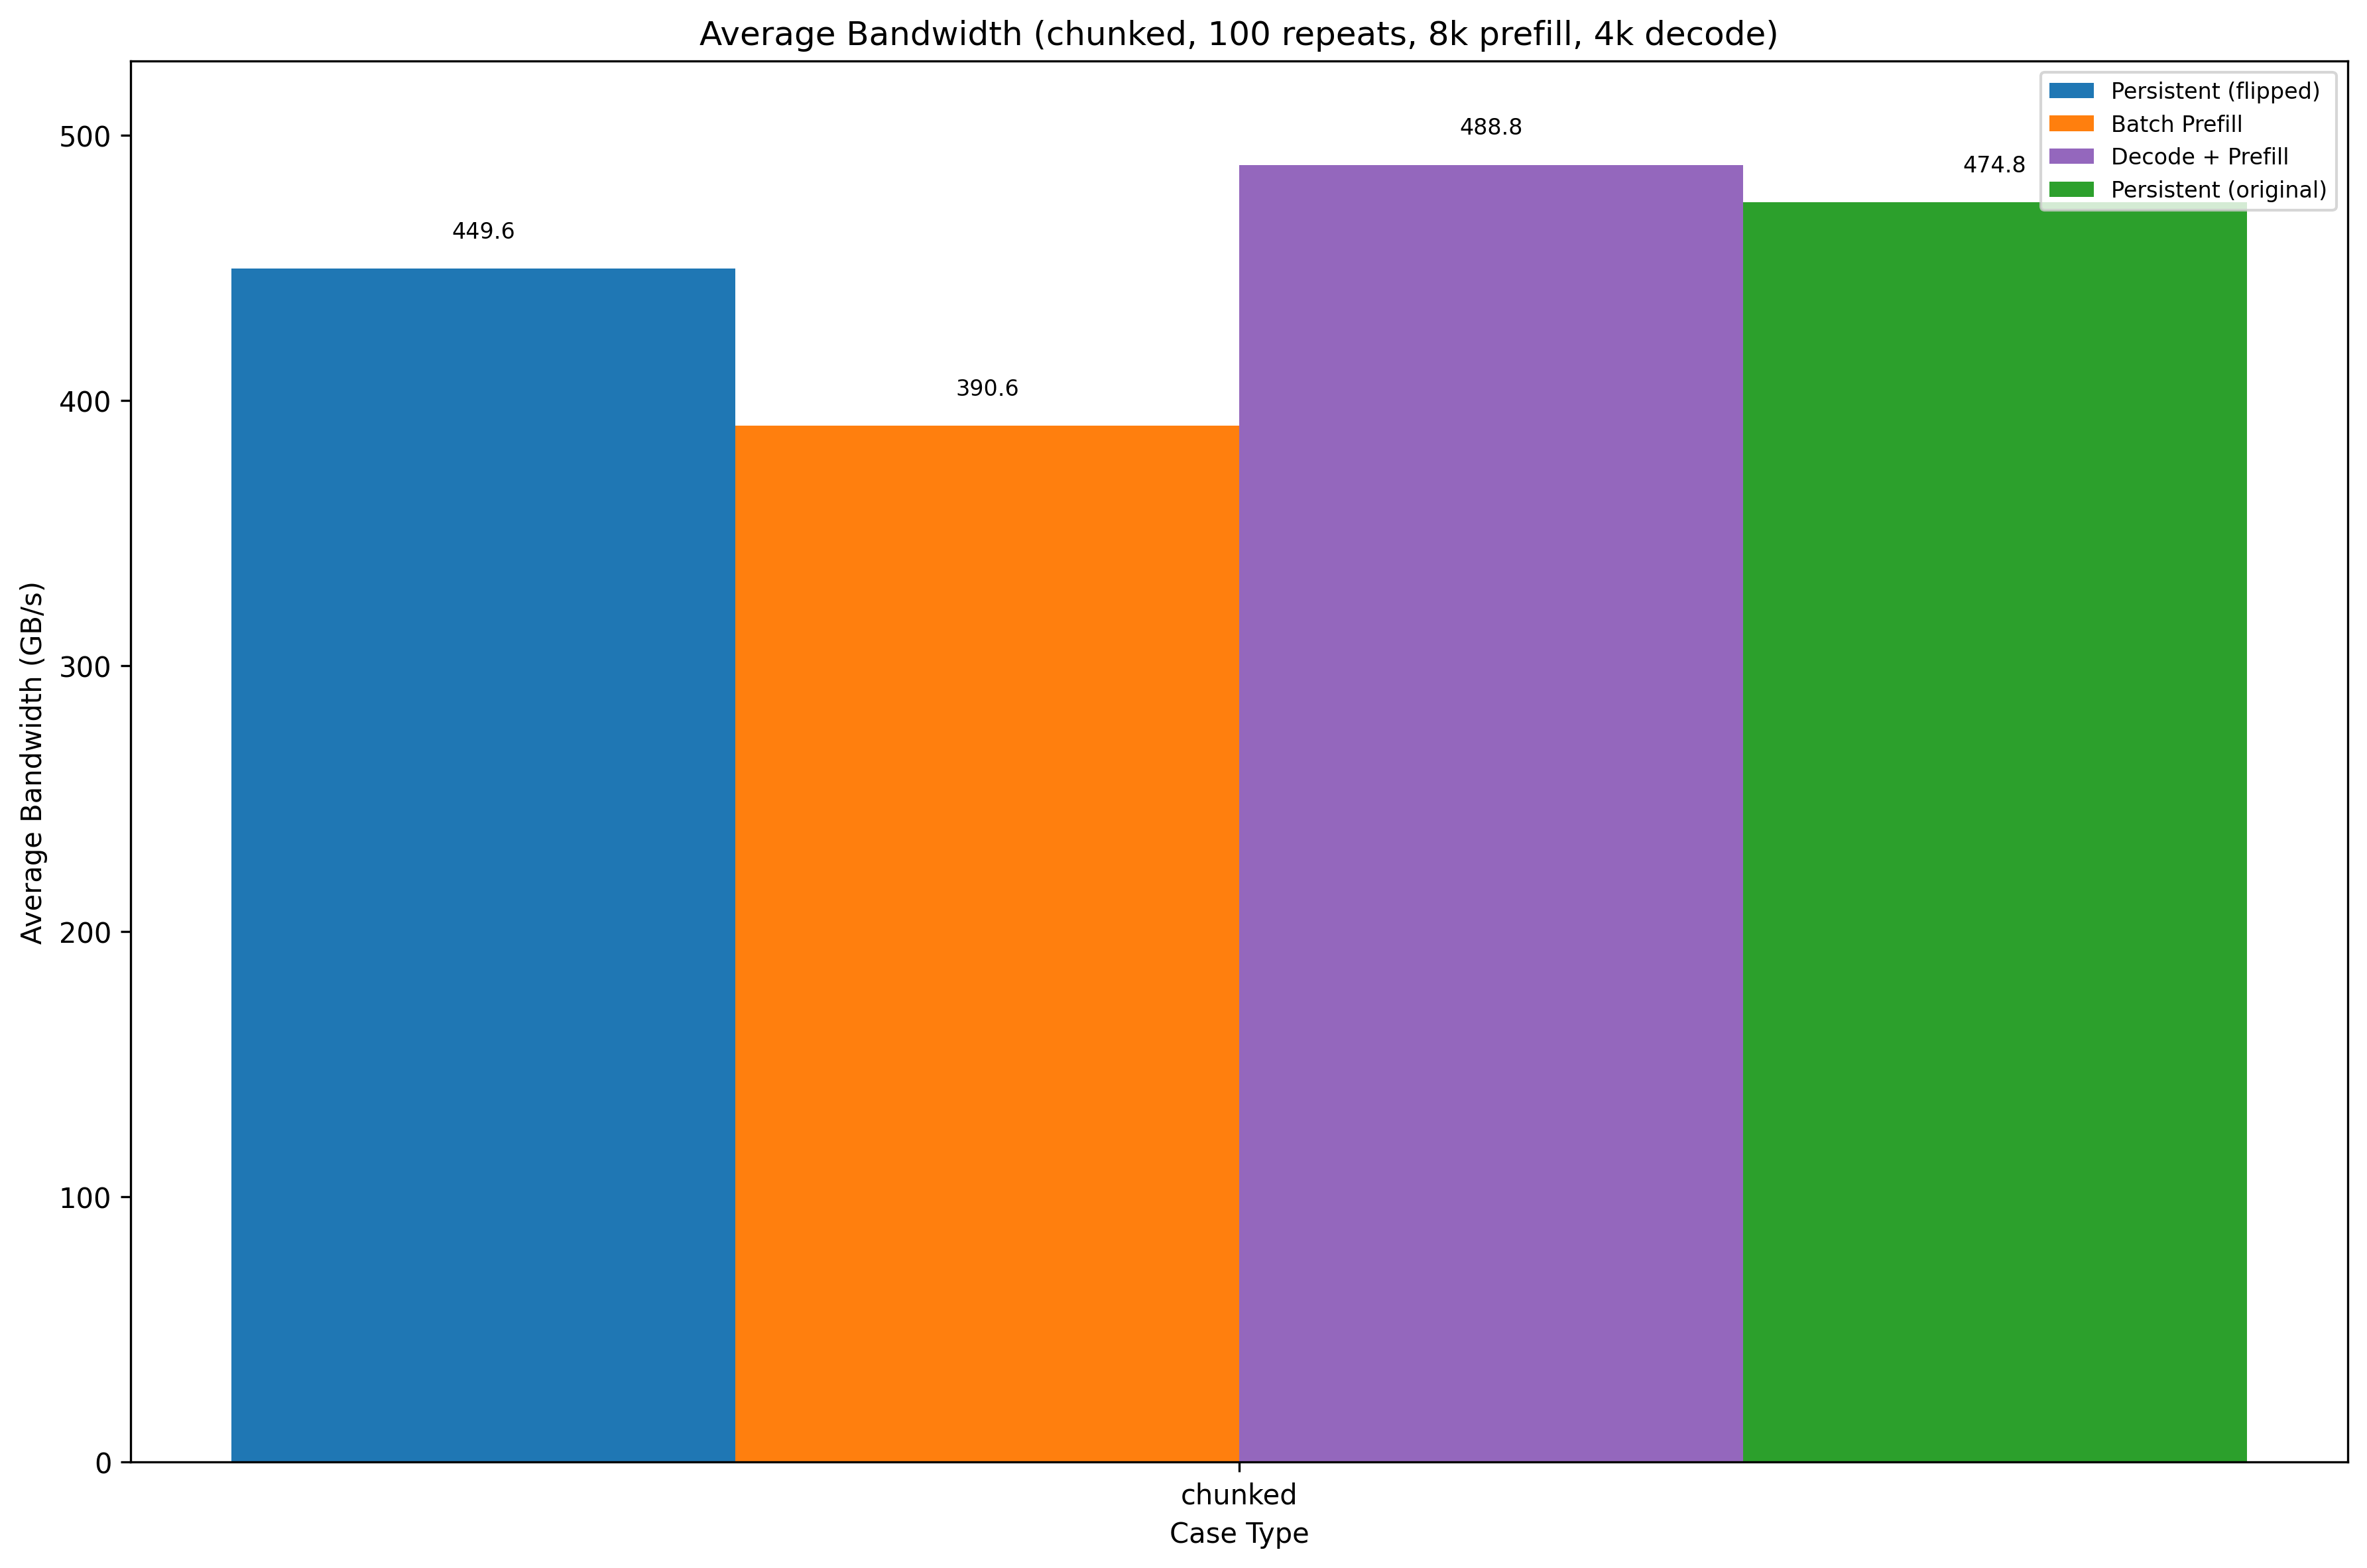 Average Bandwidth (chunked, 100 repeats, 8k prefill, 4k decode)
Persistent (flipped)
Batch Prefill
Decode + Prefill
Persistent (original)
449.6
390.6
488.8
474.8
Average Bandwidth (GB/s)
500
400
300
200
100
0
chunked
Case Type